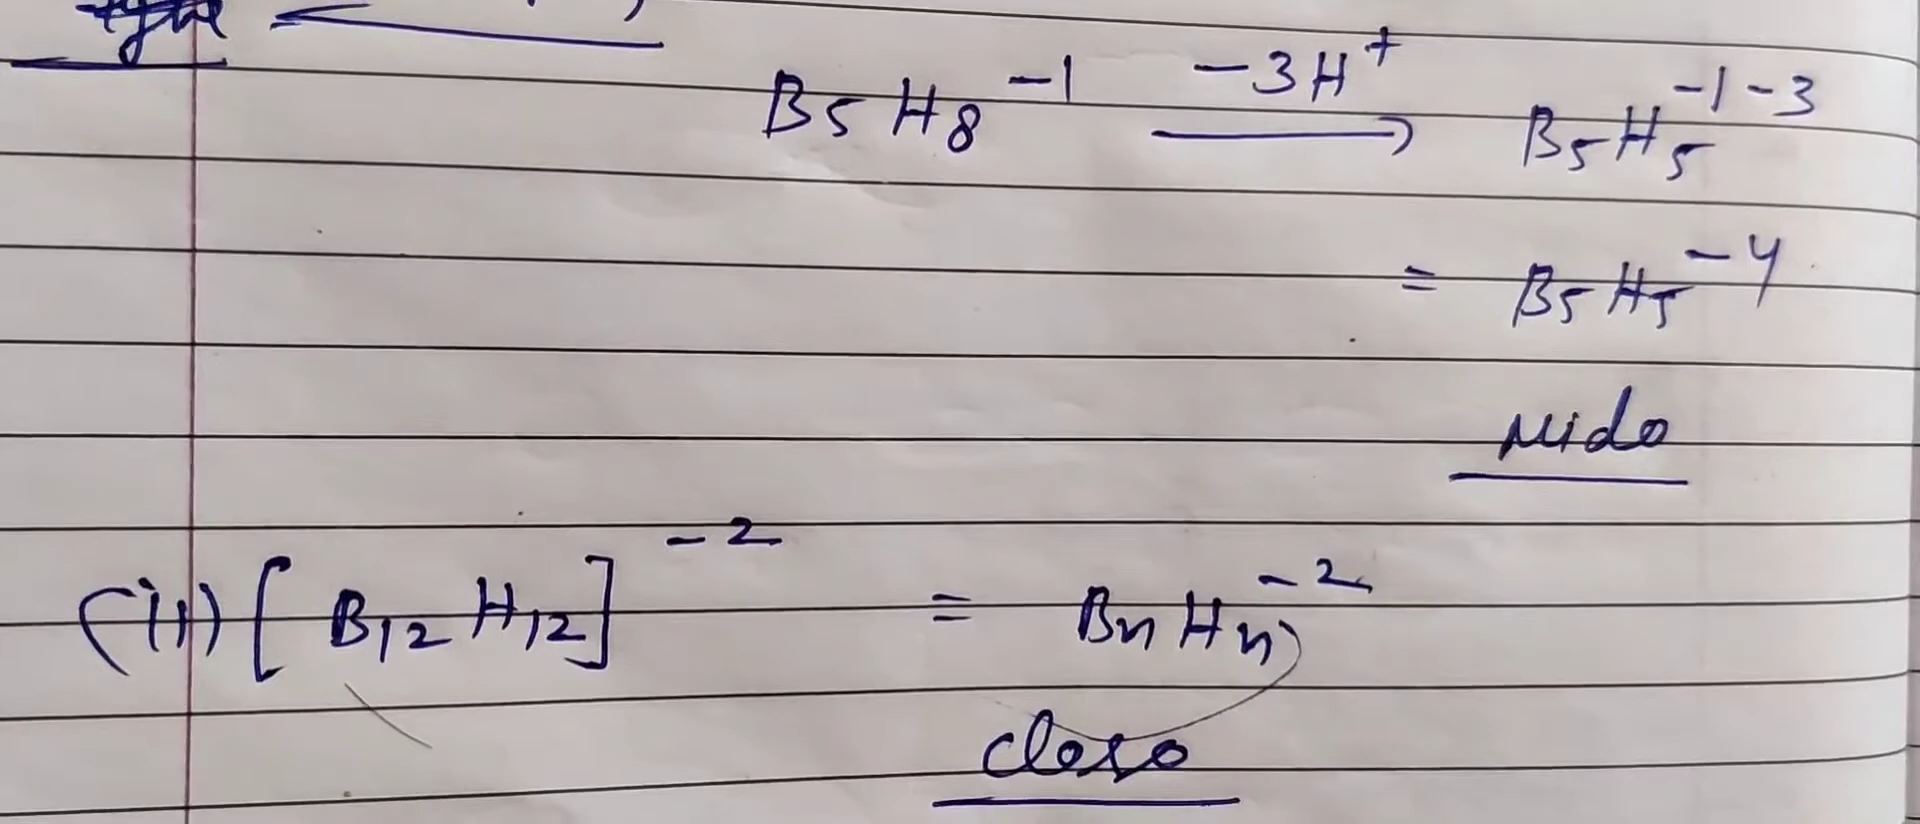 B5H8^-1 -3H^+ → B5H5^-1-3
= B5H5^-4
Nido
(ii) [B12H12]^-2 = BnHn^-2
closo